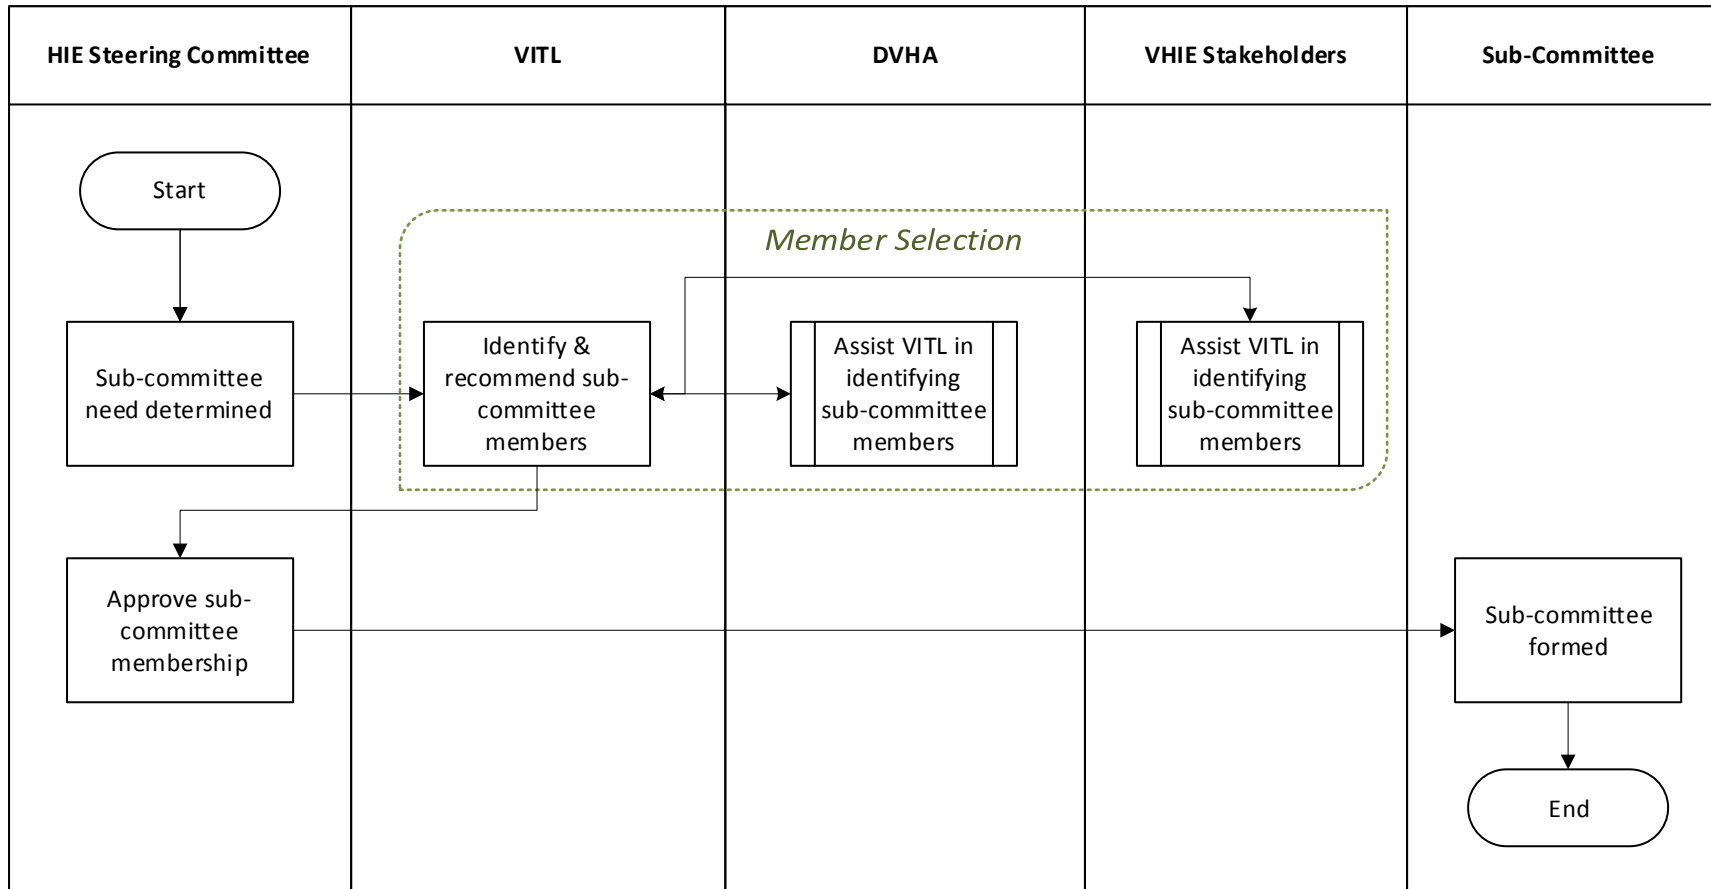 HIE Steering Committee
VITL
DVHA
VHIE Stakeholders
Sub-Committee
Start
Member Selection
Sub-committee
need determined
Identify &
recommend sub-
committee
members
Assist VITL in
identifying
sub-committee
members
Assist VITL in
identifying
sub-committee
members
Approve sub-
committee
membership
Sub-committee
formed
End